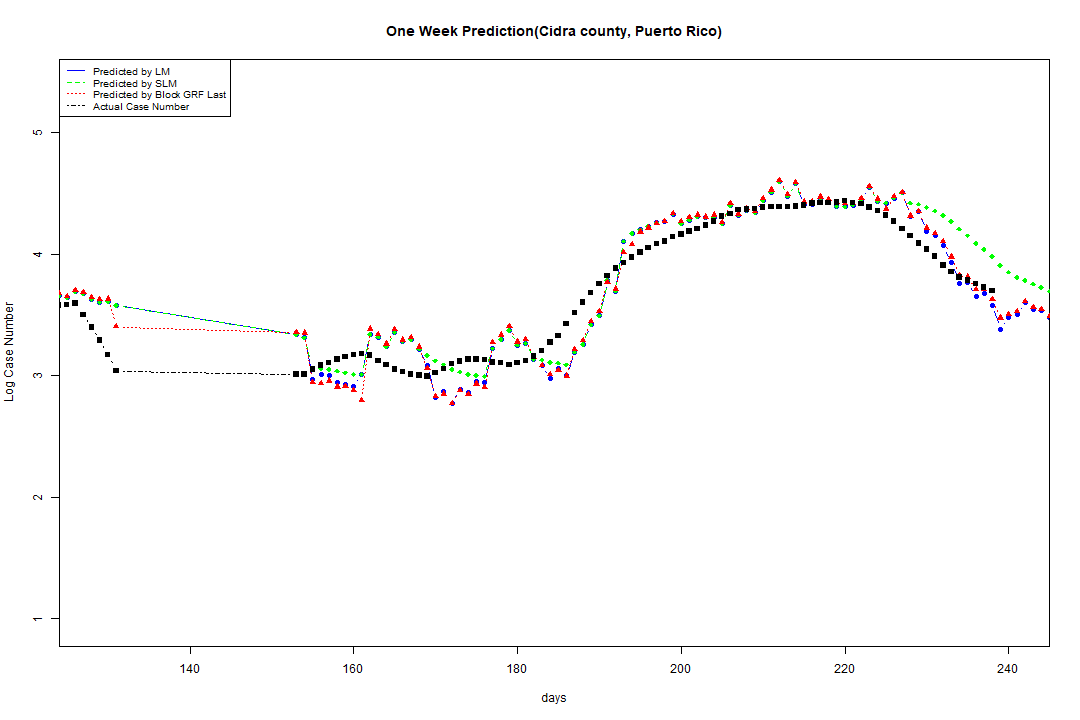 One Week Prediction(Cidra county, Puerto Rico)
Predicted by LM
Predicted by SLM
Predicted by Block GRF Last
Actual Case Number
5
4
3
2
1
Log Case Number
140 160 180 200 220 240
days